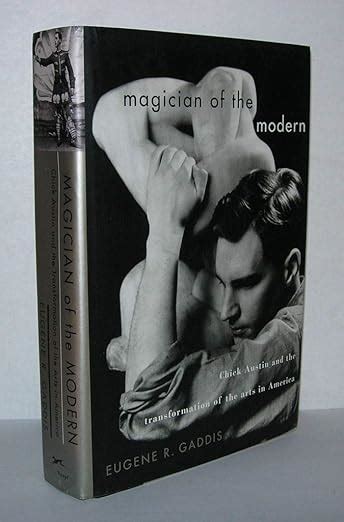 magician of the
modern
Chick Austin and the
transformation of the arts in America
EUGENE R. GADDIS
MAGICIAN OF THE MODERN
Chick Austin and the Transformation of the Arts in America
EUGENE R. GADDIS